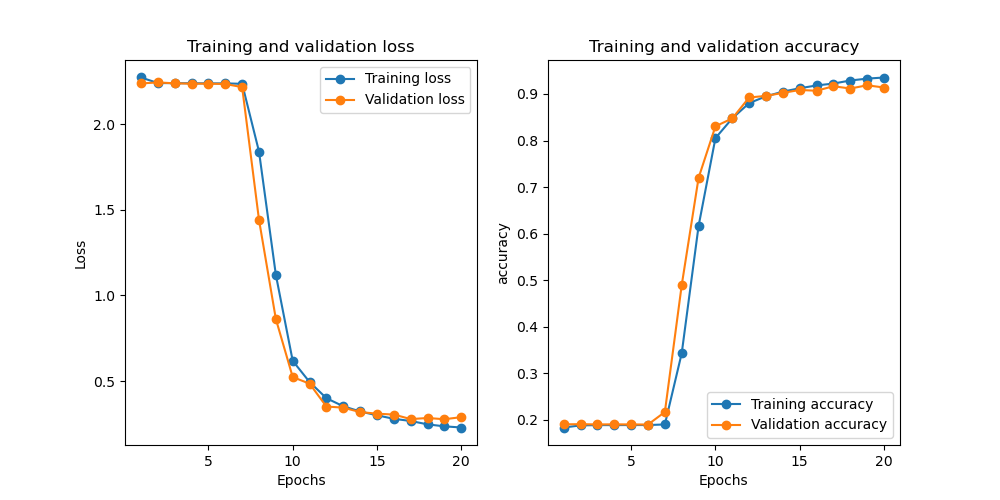 Training and validation loss
Training loss
Validation loss
2.0
1.5
1.0
0.5
Loss
5
10
15
20
Epochs
Training and validation accuracy
0.9
0.8
0.7
0.6
0.5
0.4
0.3
0.2
accuracy
Training accuracy
Validation accuracy
5
10
15
20
Epochs